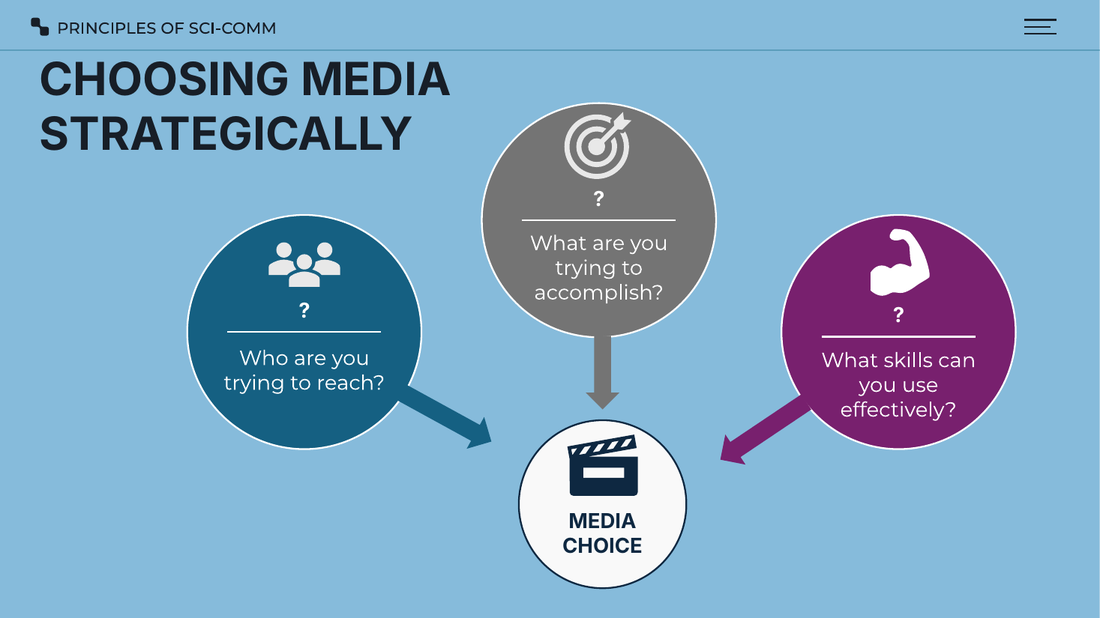 PRINCIPLES OF SCI-COMM
CHOOSING MEDIA
STRATEGICALLY
?
What are you
trying to
accomplish?
?
Who are you
trying to reach?
?
What skills can
you use
effectively?
MEDIA
CHOICE